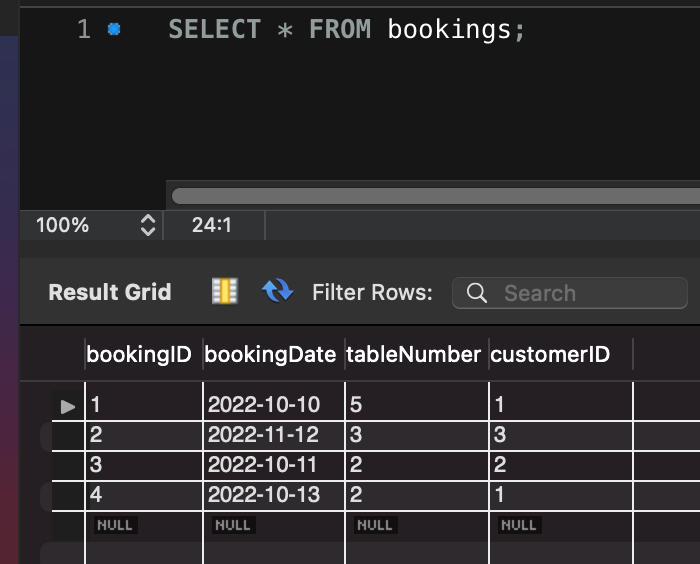 1 SELECT * FROM bookings;
100% 24:1
Result Grid Filter Rows: Search
bookingID bookingDate tableNumber customerID
1 2022-10-10 5 1
2 2022-11-12 3 3
3 2022-10-11 2 2
4 2022-10-13 2 1
NULL NULL NULL NULL